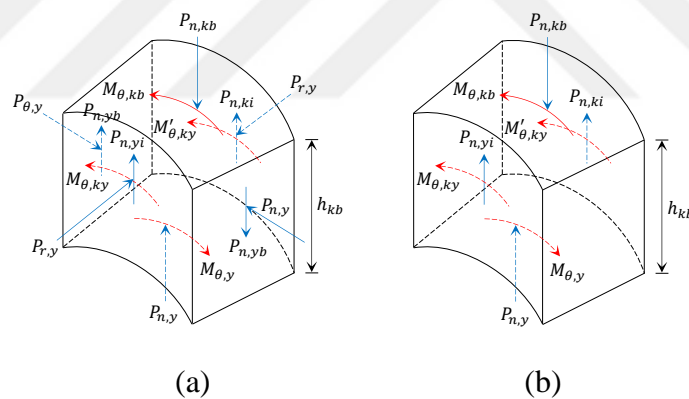 P_{n,kb}
M_{θ,kb}
P_{n,ki}
P_{r,y}
P_{θ,y}
P_{n,yb}
P_{n,yi}
M'_{θ,ky}
M_{θ,ky}
P_{n,y}
h_{kb}
P_{r,y}
P_{n,yb}
M_{θ,y}
P_{n,y}
(a)
P_{n,kb}
M_{θ,kb}
P_{n,ki}
M'_{θ,ky}
P_{n,yi}
M_{θ,ky}
h_{kb}
M_{θ,y}
P_{n,y}
(b)